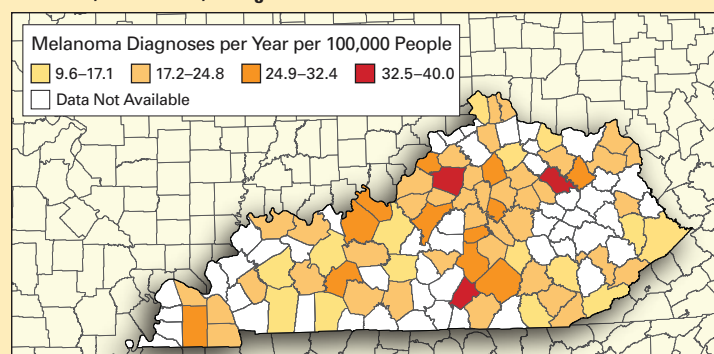 Melanoma Diagnoses per Year per 100,000 People
9.6–17.1 17.2–24.8 24.9–32.4 32.5–40.0
Data Not Available